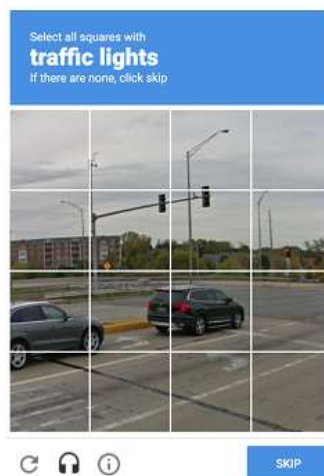 Select all squares with
traffic lights
If there are none, click skip
SKIP